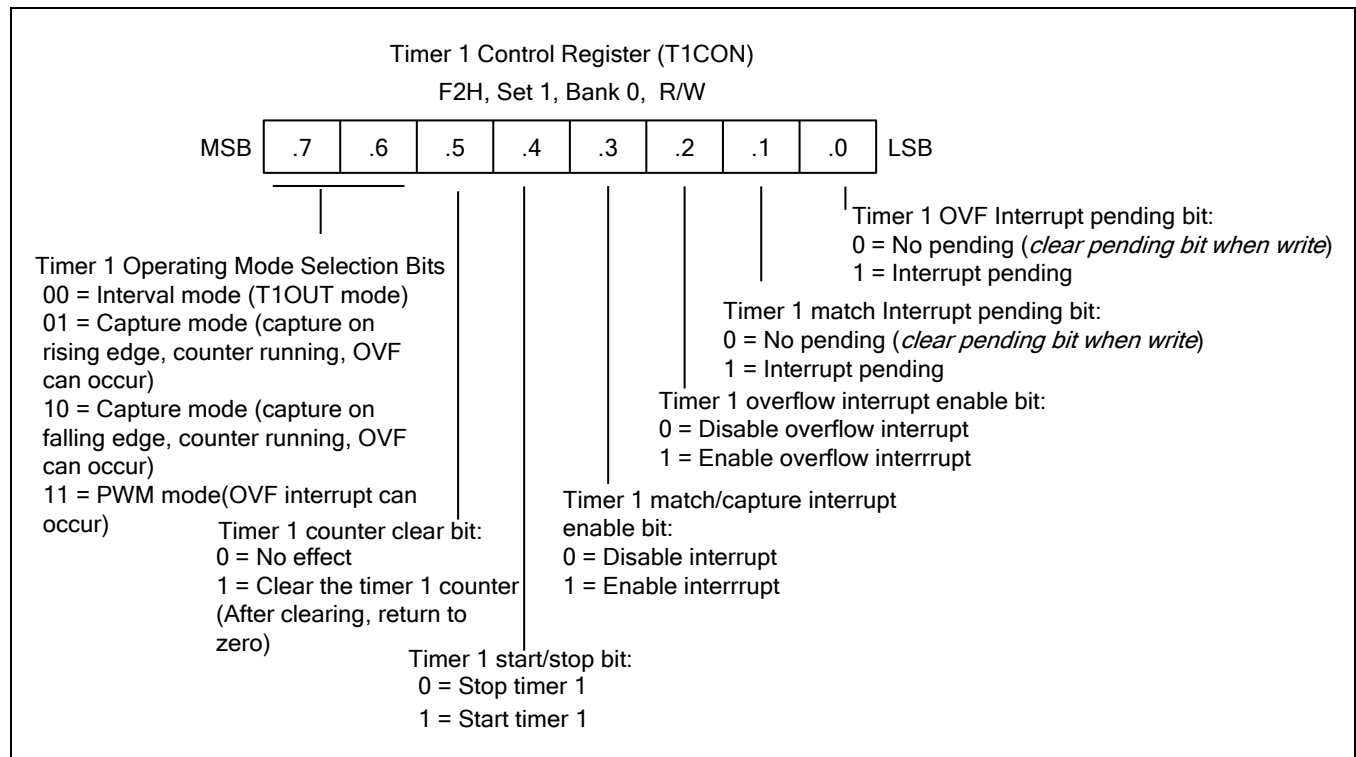 Timer 1 Control Register (T1CON)
F2H, Set 1, Bank 0, R/W
MSB .7 .6 .5 .4 .3 .2 .1 .0 LSB
Timer 1 OVF Interrupt pending bit:
0 = No pending (clear pending bit when write)
1 = Interrupt pending
Timer 1 match Interrupt pending bit:
0 = No pending (clear pending bit when write)
1 = Interrupt pending
Timer 1 overflow interrupt enable bit:
0 = Disable overflow interrupt
1 = Enable overflow interrrupt
Timer 1 match/capture interrupt
enable bit:
0 = Disable interrupt
1 = Enable interrrupt
Timer 1 start/stop bit:
0 = Stop timer 1
1 = Start timer 1
Timer 1 counter clear bit:
0 = No effect
1 = Clear the timer 1 counter
(After clearing, return to
zero)
Timer 1 Operating Mode Selection Bits
00 = Interval mode (T1OUT mode)
01 = Capture mode (capture on
rising edge, counter running, OVF
can occur)
10 = Capture mode (capture on
falling edge, counter running, OVF
can occur)
11 = PWM mode(OVF interrupt can
occur)